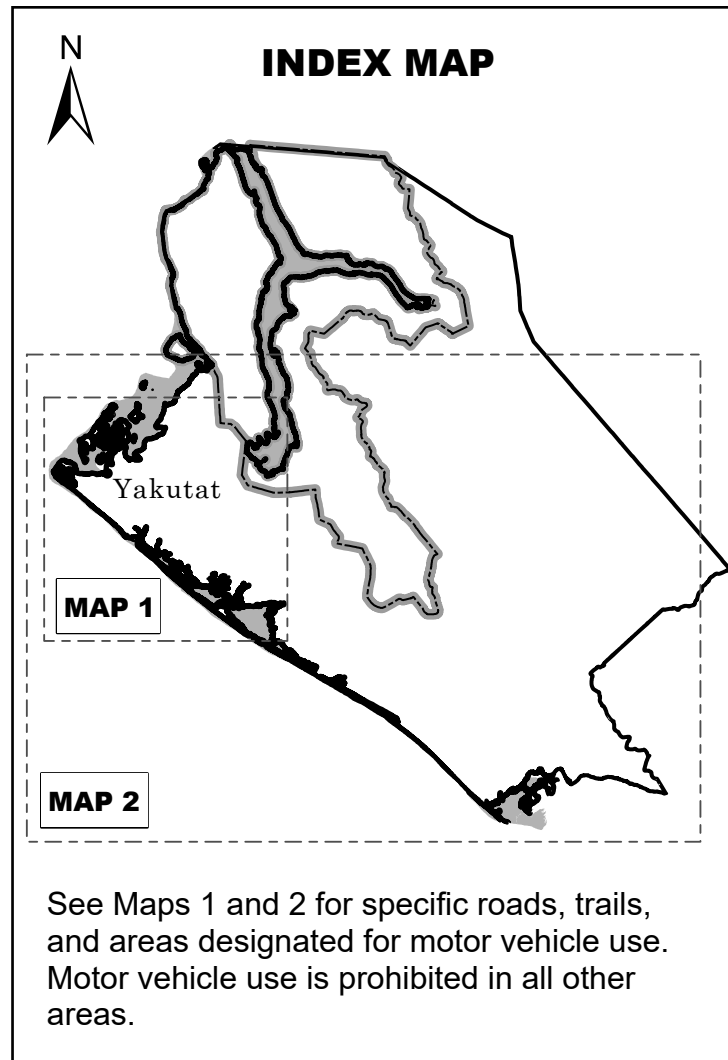 N
INDEX MAP
Yakutat
MAP 1
MAP 2
See Maps 1 and 2 for specific roads, trails,
and areas designated for motor vehicle use.
Motor vehicle use is prohibited in all other
areas.